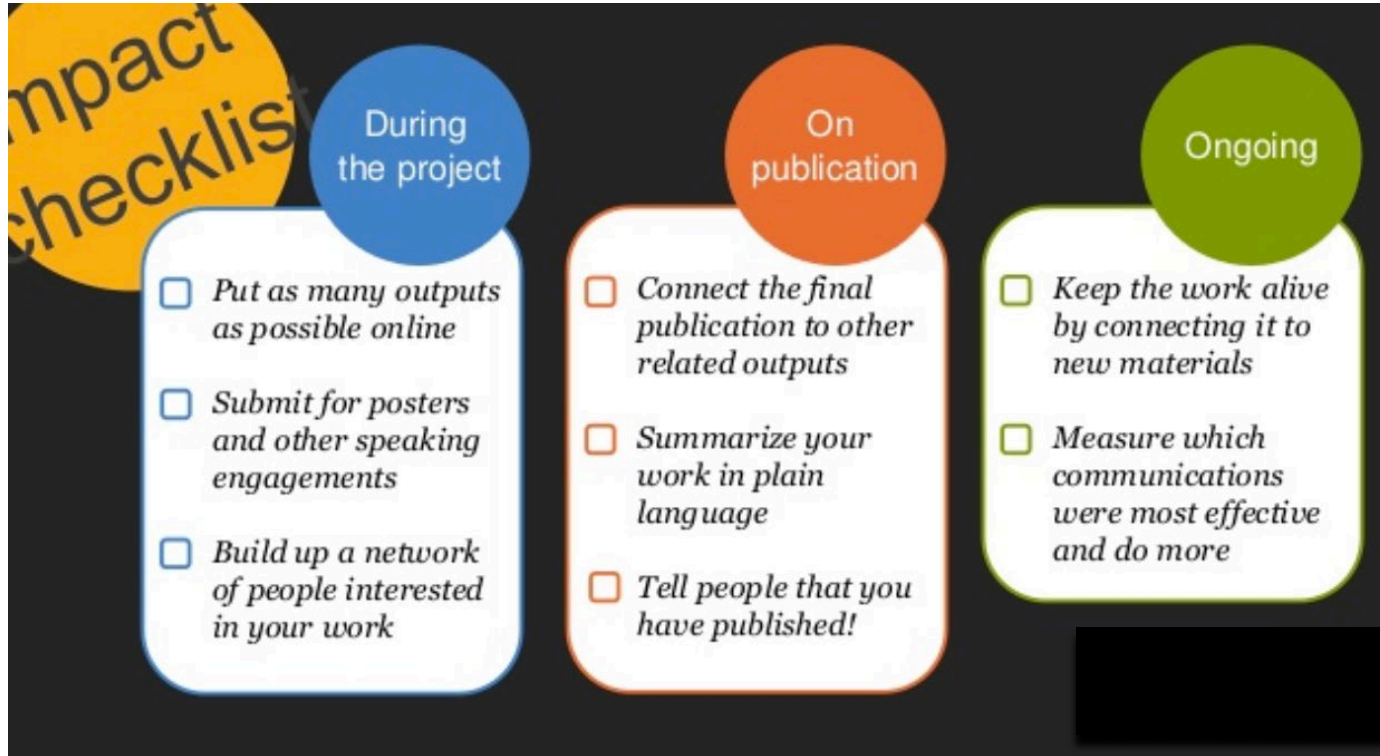 mpact
checklist
During
the project
Put as many outputs
as possible online
Submit for posters
and other speaking
engagements
Build up a network
of people interested
in your work
On
publication
Connect the final
publication to other
related outputs
Summarize your
work in plain
language
Tell people that you
have published!
Ongoing
Keep the work alive
by connecting it to
new materials
Measure which
communications
were most effective
and do more